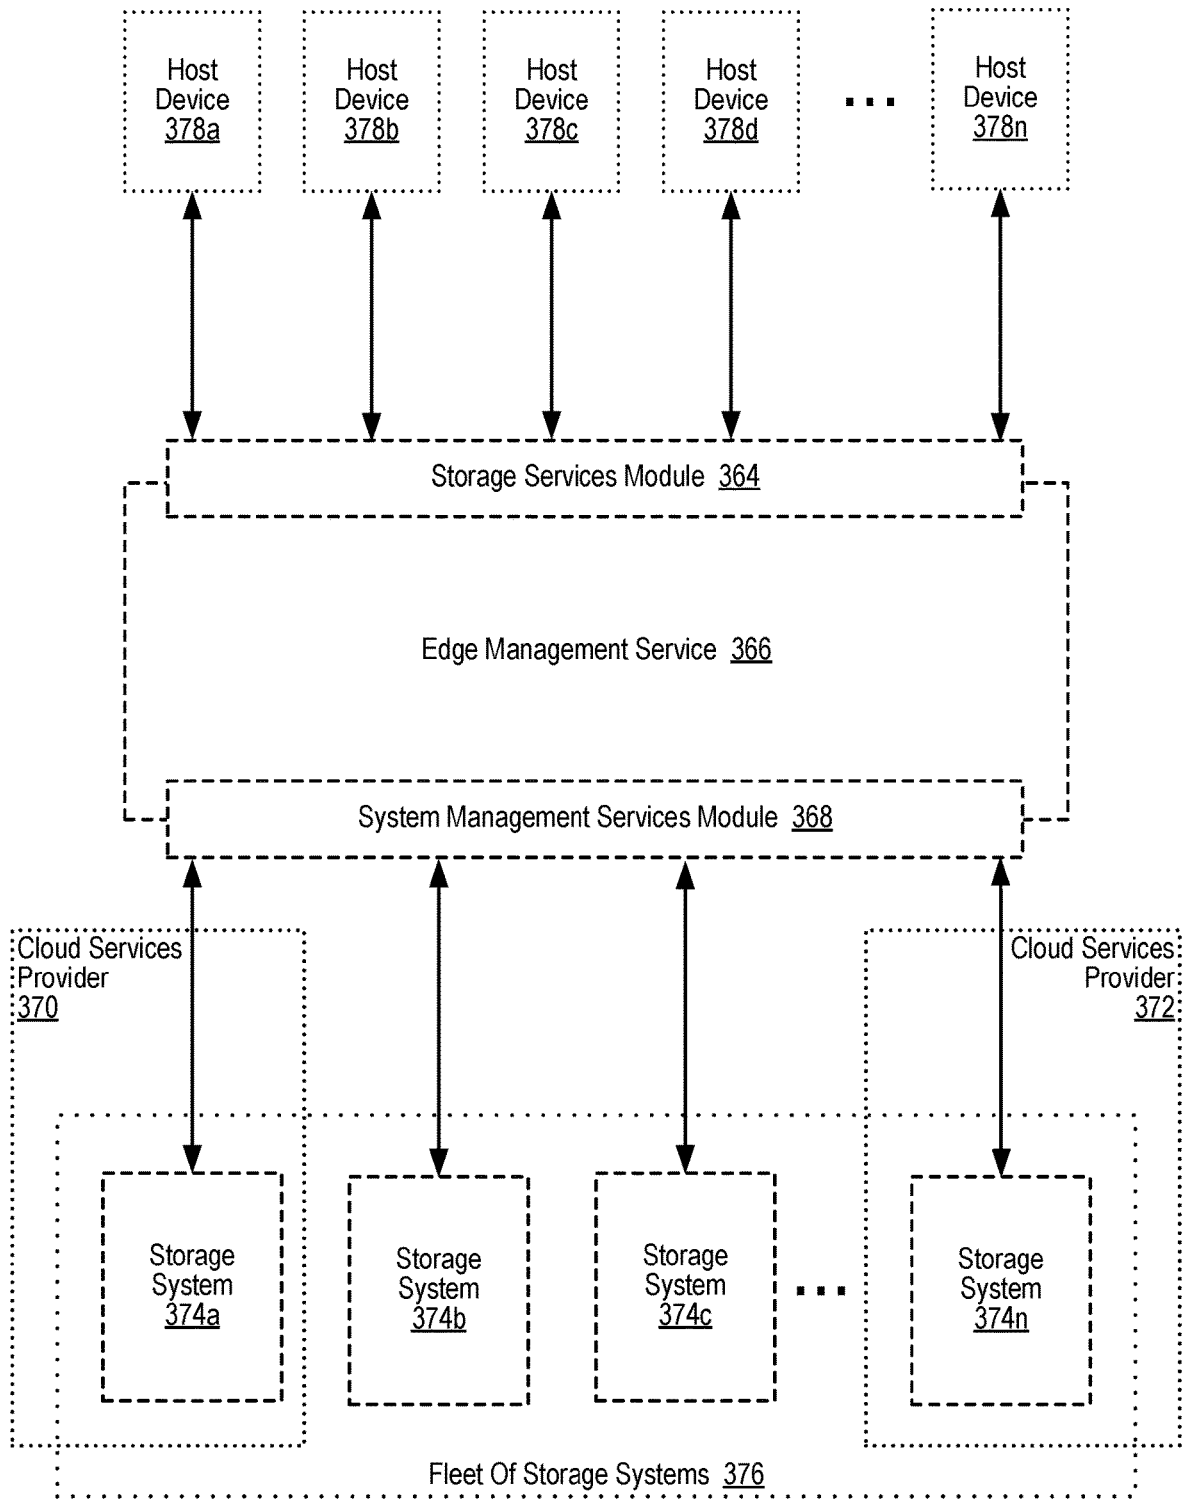 Host
Device
378a
Host
Device
378b
Host
Device
378c
Host
Device
378d
...
Host
Device
378n
Storage Services Module 364
Edge Management Service 366
System Management Services Module 368
Cloud Services
Provider
370
Cloud Services
Provider
372
Storage
System
374a
Storage
System
374b
Storage
System
374c
...
Storage
System
374n
Fleet Of Storage Systems 376